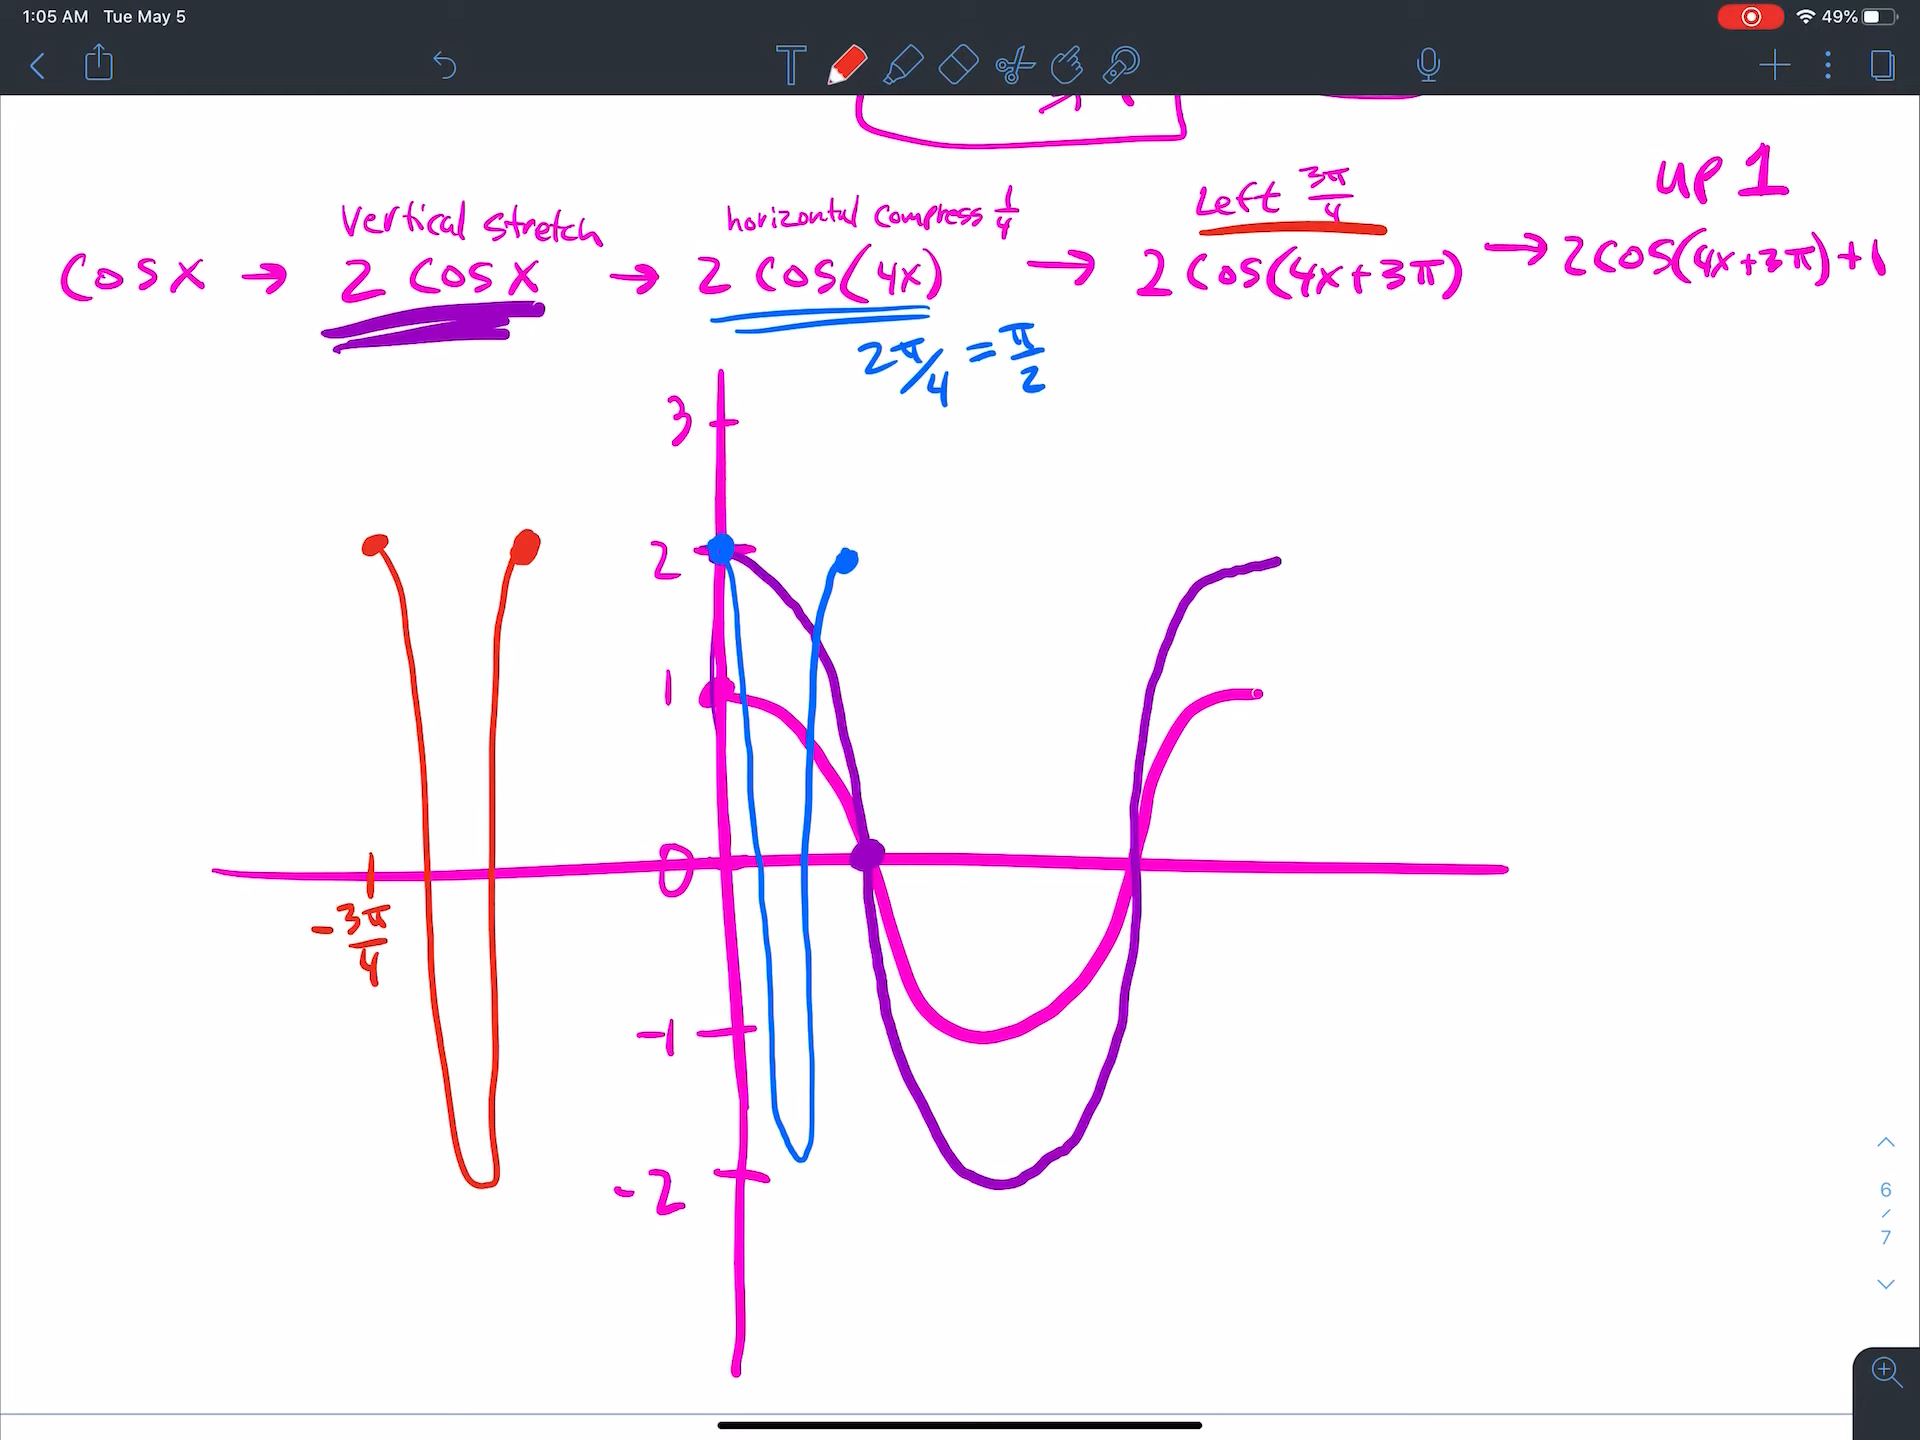 1:05 AM Tue May 5
49%
T
up 1
Vertical stretch
horizontal compress 1/4
Left 3π/4
cos x → 2 cos x → 2 cos(4x) → 2 cos(4x+3π) → 2cos(4x+3π)+1
2π/4 = π/2
3
2
1
0
-3π/4
-1
-2
6
/
7